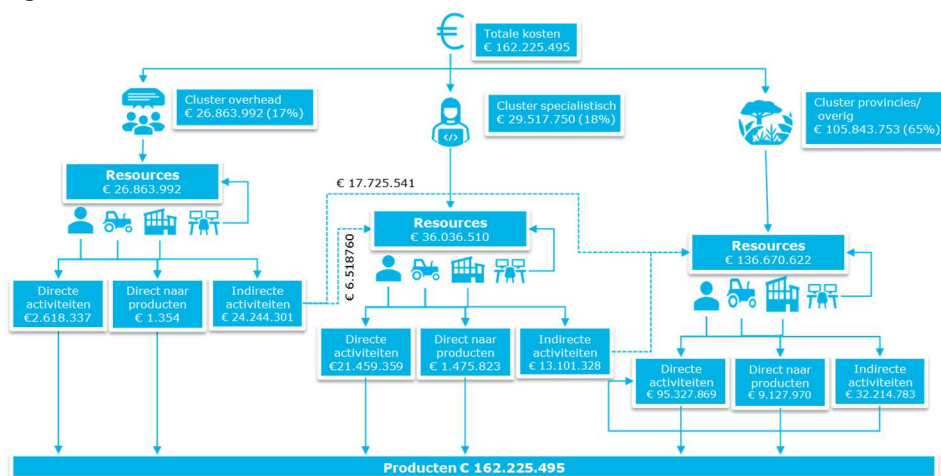 Totale kosten
€ 162.225.495
Cluster overhead
€ 26.863.992 (17%)
Cluster specialistisch
€ 29.517.750 (18%)
Cluster provincies/
overig
€ 105.843.753 (65%)
Resources
€ 26.863.992
€ 17.725.541
€ 6.518760
Resources
€ 36.036.510
Resources
€ 136.670.622
Directe
activiteiten
€2.618.337
Direct naar
producten
€ 1.354
Indirecte
activiteiten
€ 24.244.301
Directe
activiteiten
€21.459.359
Direct naar
producten
€ 1.475.823
Indirecte
activiteiten
€ 13.101.328
Directe
activiteiten
€ 95.327.869
Direct naar
producten
€ 9.127.970
Indirecte
activiteiten
€ 32.214.783
Producten € 162.225.495